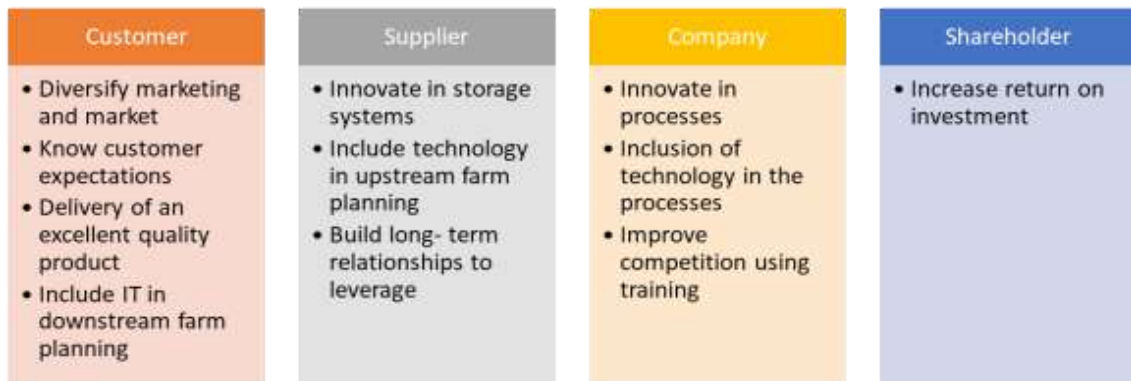 Customer
• Diversify marketing
and market
• Know customer
expectations
• Delivery of an
excellent quality
product
• Include IT in
downstream farm
planning
Supplier
• Innovate in storage
systems
• Include technology
in upstream farm
planning
• Build long- term
relationships to
leverage
Company
• Innovate in
processes
• Inclusion of
technology in the
processes
• Improve
competition using
training
Shareholder
• Increase return on
investment